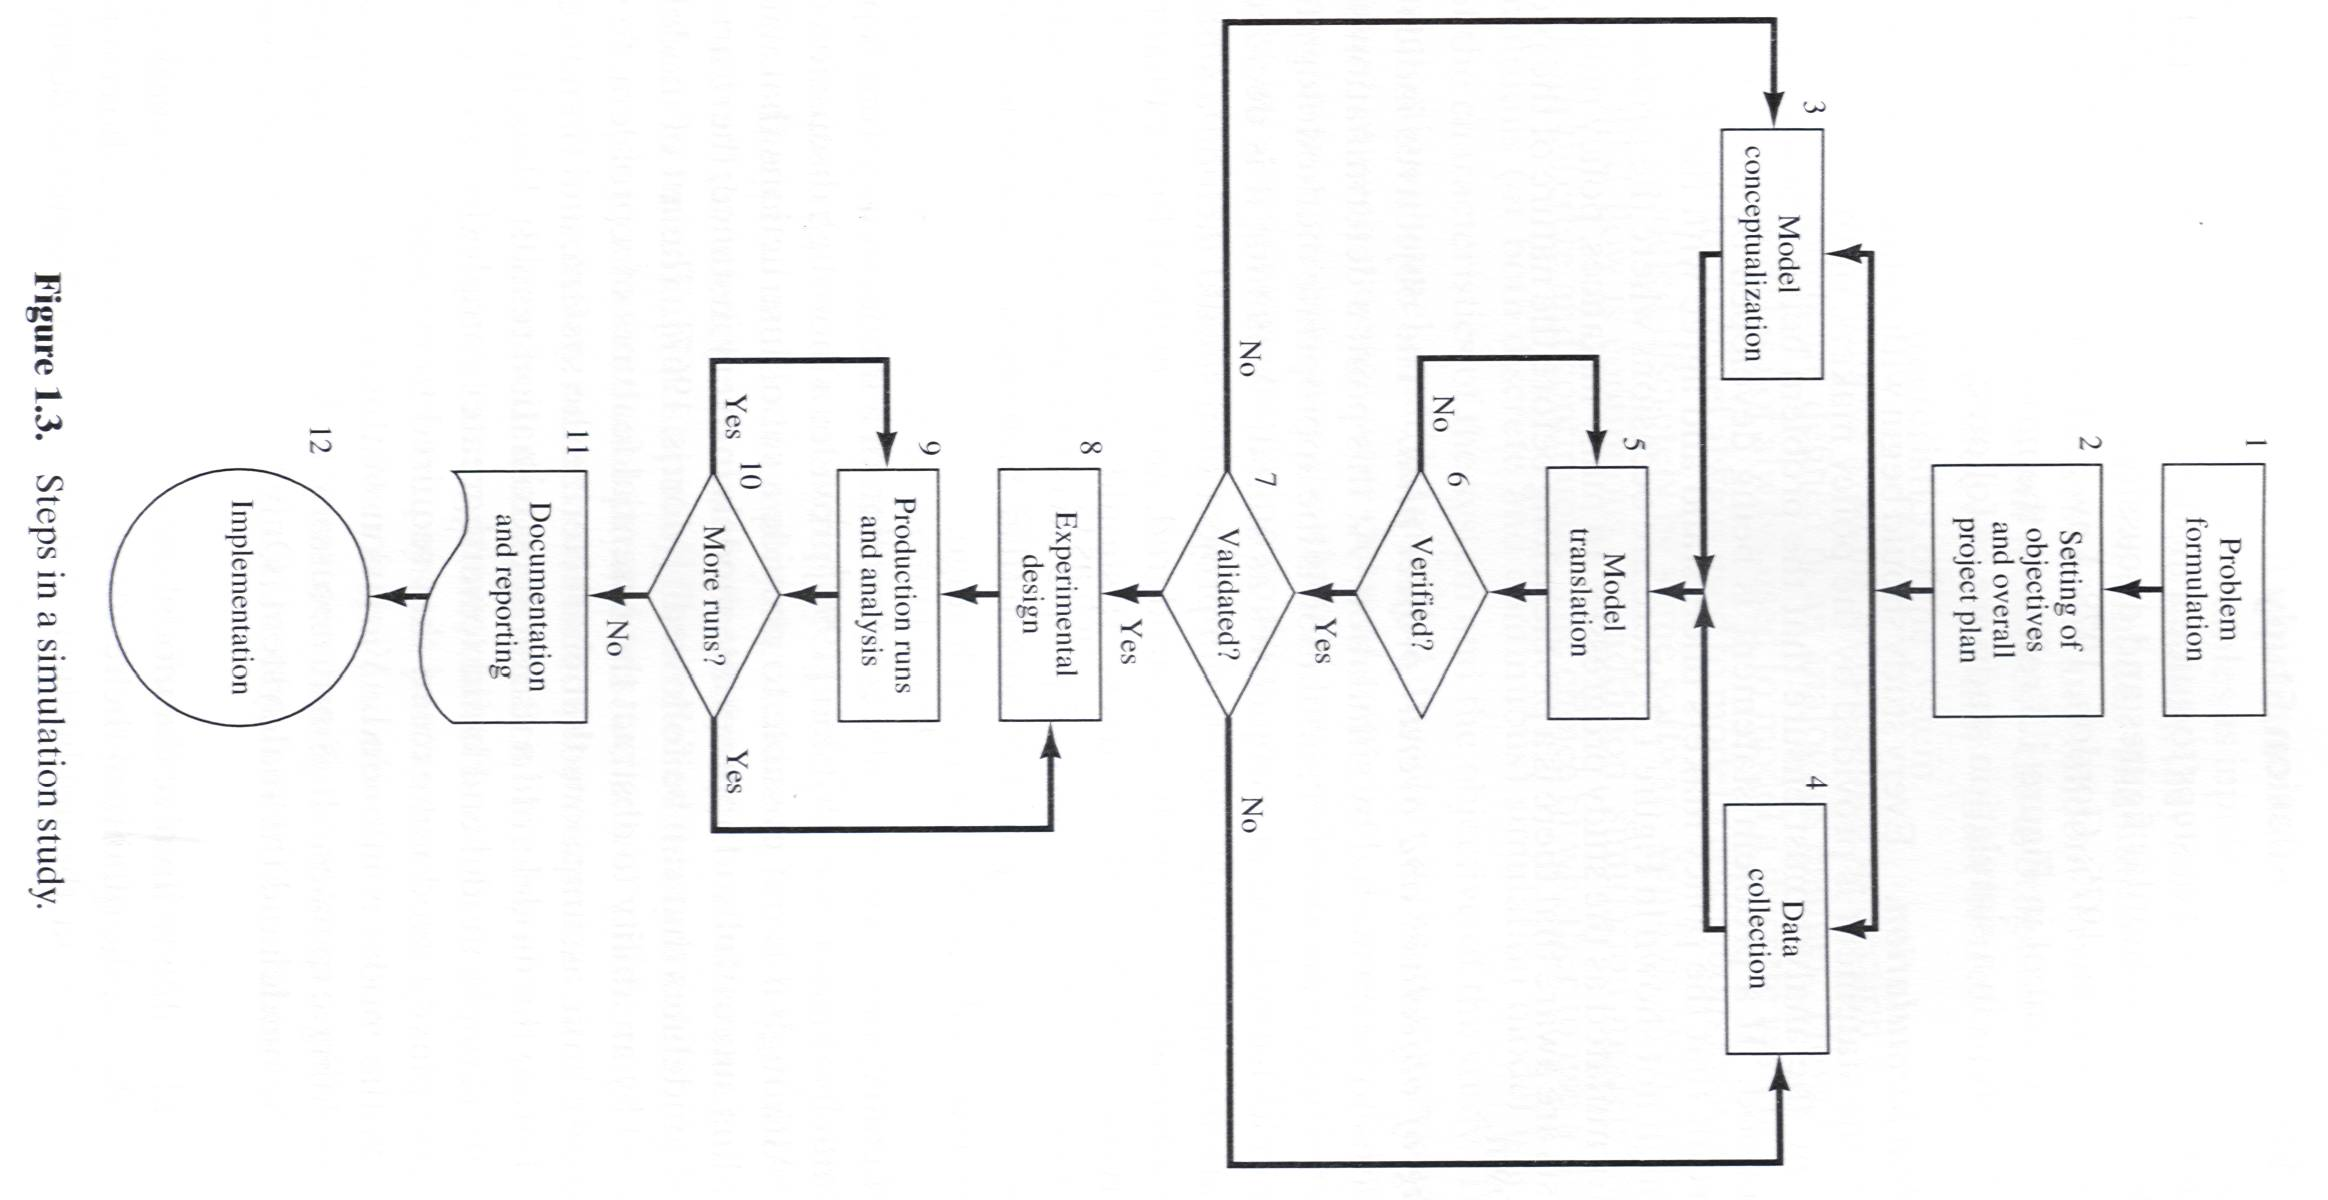 1
Problem
formulation
2
Setting of
objectives
and overall
project plan
3
Model
conceptualization
4
Data
collection
5
Model
translation
6
Verified?
No
Yes
7
Validated?
No
No
Yes
8
Experimental
design
9
Production runs
and analysis
10
More runs?
Yes
Yes
No
11
Documentation
and reporting
12
Implementation
Figure 1.3. Steps in a simulation study.